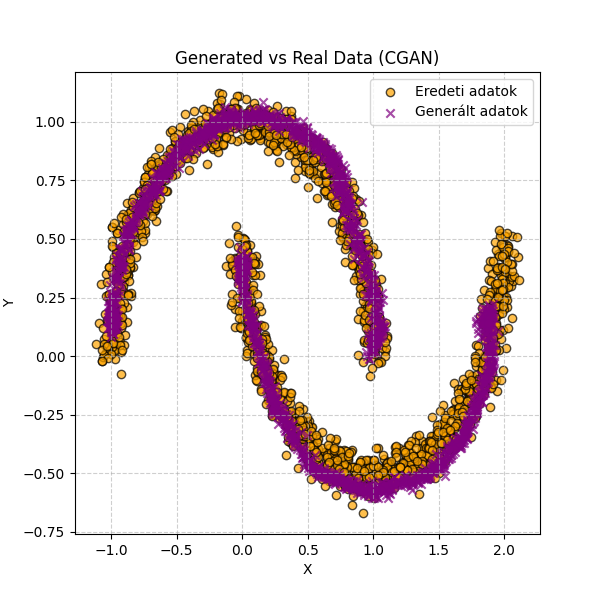 Generated vs Real Data (CGAN)
Eredeti adatok
Generált adatok
1.00
0.75
0.50
0.25
0.00
−0.25
−0.50
−0.75
Y
−1.0 −0.5 0.0 0.5 1.0 1.5 2.0
X